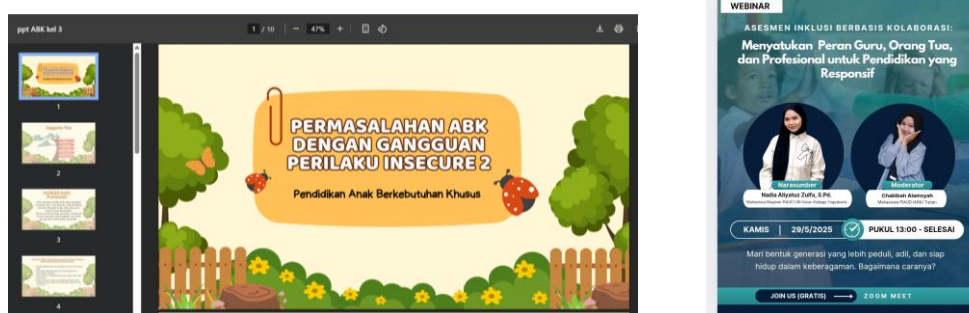 ppt ABK kel 3
1 / 10
47%
1
2
3
4
PERMASALAHAN ABK
DENGAN GANGGUAN
PERILAKU INSECURE 2
Pendidikan Anak Berkebutuhan Khusus
WEBINAR
ASESMEN INKLUSI BERBASIS KOLABORASI:
Menyatukan Peran Guru, Orang Tua,
dan Profesional untuk Pendidikan yang
Responsif
Narasumber
Nadia Aliyatuz Zulfa, S.Pd.
Moderator
KAMIS | 29/5/2025
PUKUL 13:00 - SELESAI
Mari bentuk generasi yang lebih peduli, adil, dan siap
hidup dalam keberagaman. Bagaimana caranya?
JOIN US (GRATIS)
ZOOM MEET